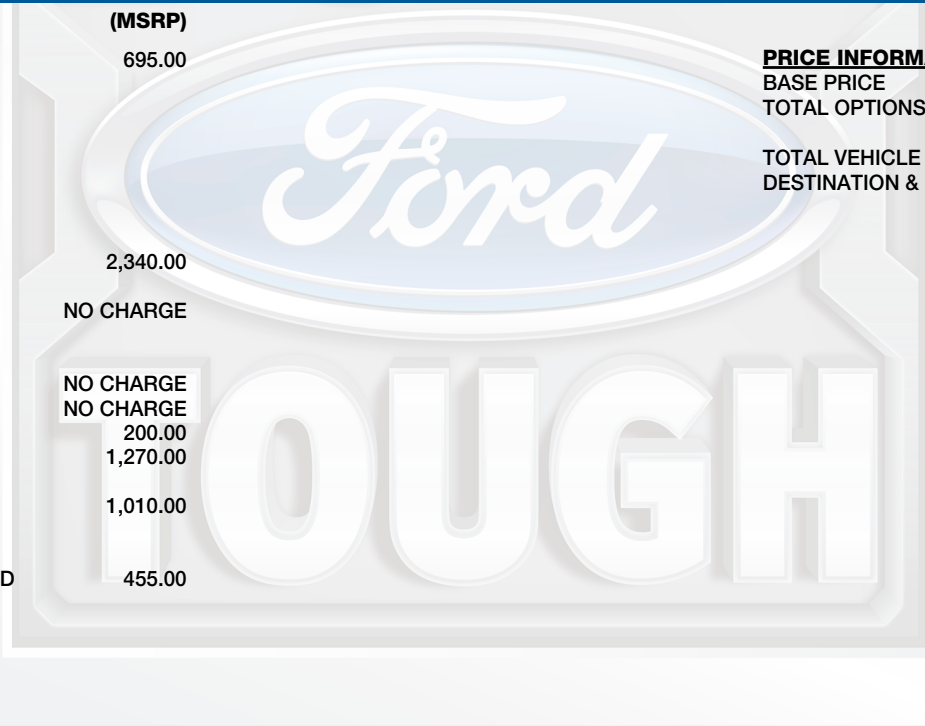 (MSRP)
695.00
2,340.00
NO CHARGE
NO CHARGE
NO CHARGE
200.00
1,270.00
1,010.00
D 455.00
PRICE INFORMA
BASE PRICE
TOTAL OPTIONS
TOTAL VEHICLE
DESTINATION &
Ford
TOUGH